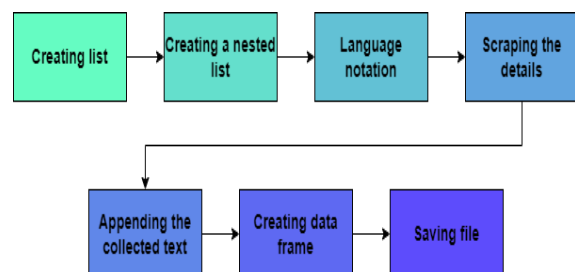 Creating list
Creating a nested
list
Language
notation
Scraping the
details
Appending the
collected text
Creating data
frame
Saving file